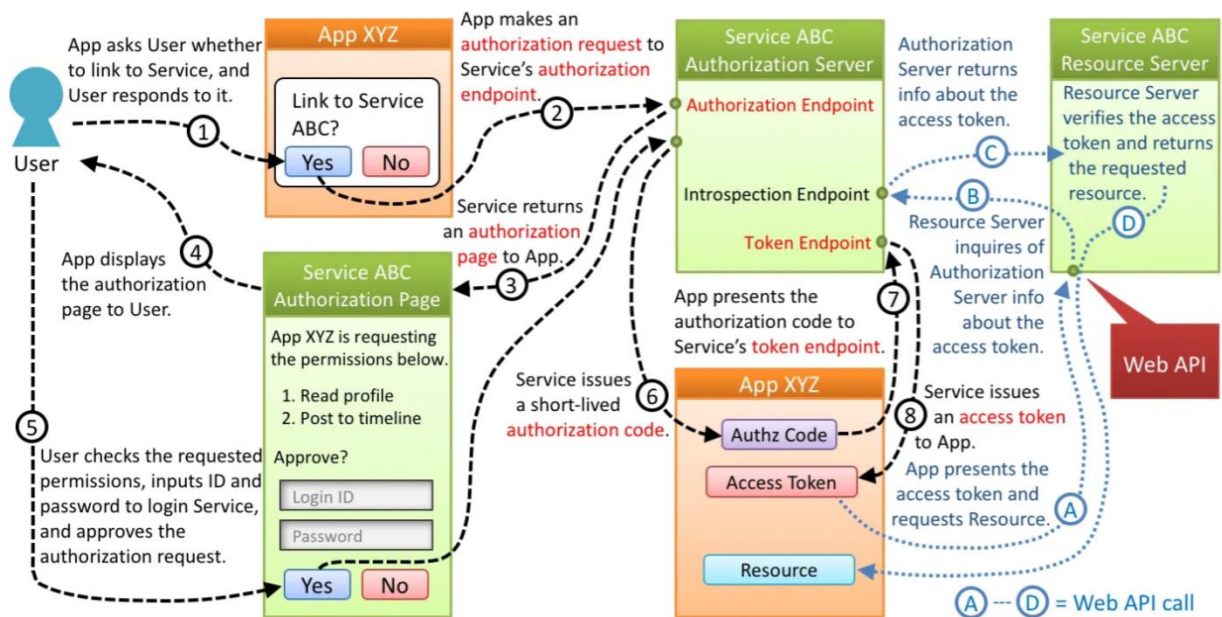 App asks User whether
to link to Service, and
User responds to it.
User
1
App XYZ
Link to Service
ABC?
Yes
No
App makes an
authorization request to
Service's authorization
endpoint.
2
Service ABC
Authorization Server
Authorization Endpoint
Introspection Endpoint
Token Endpoint
Authorization
Server returns
info about the
access token.
C
B
Service ABC
Resource Server
Resource Server
verifies the access
token and returns
the requested
resource.
D
Resource Server
inquires of
Authorization
Server info
about the
access token.
Web API
Service returns
an authorization
page to App.
3
4
App displays
the authorization
page to User.
Service ABC
Authorization Page
App XYZ is requesting
the permissions below.
1. Read profile
2. Post to timeline
Approve?
Login ID
Password
Yes
No
5
User checks the requested
permissions, inputs ID and
password to login Service,
and approves the
authorization request.
App presents the
authorization code to
Service's token endpoint.
7
Service issues
a short-lived
authorization code.
6
App XYZ
Authz Code
Access Token
Resource
8
Service issues
an access token
to App.
App presents the
access token and
requests Resource.
A
A --- D = Web API call